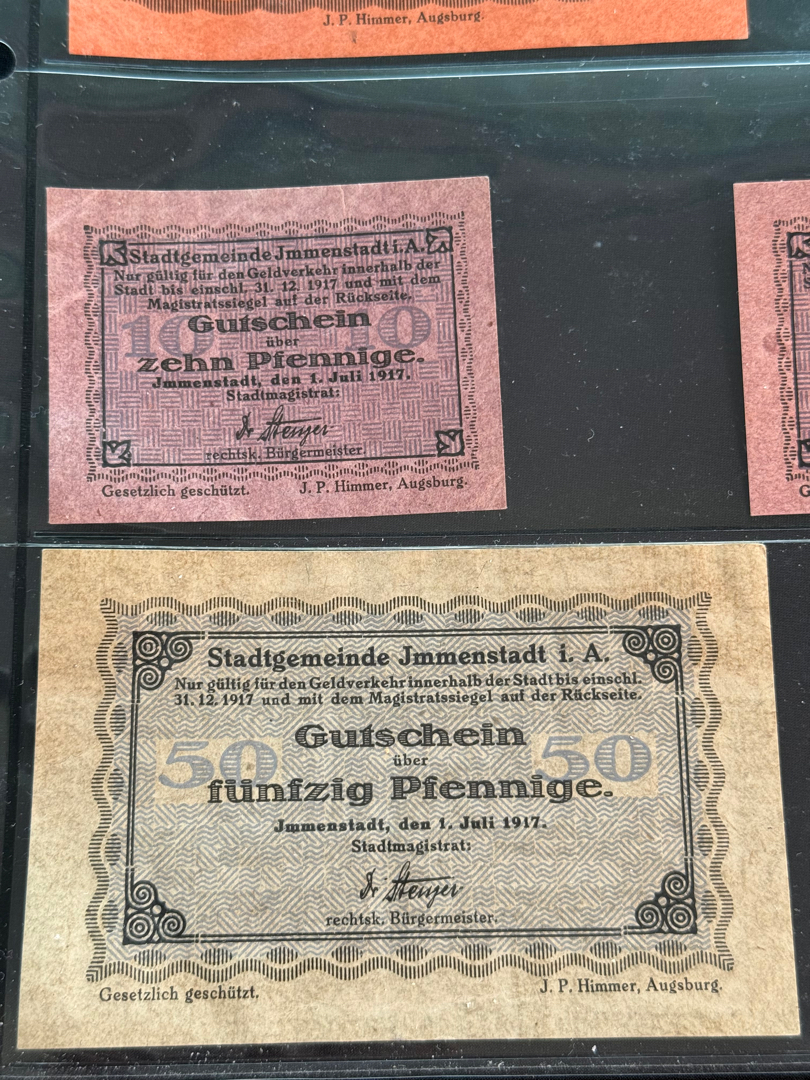 J. P. Himmer, Augsburg.
Stadtgemeinde Jmmenstadt i. A.
Nur gültig für den Geldverkehr innerhalb der
Stadt bis einschl. 31. 12. 1917 und mit dem
Magistratssiegel auf der Rückseite.
Gutschein
10 über 10
zehn Pfennige.
Jmmenstadt, den 1. Juli 1917.
Stadtmagistrat:
Dr Stenger
rechtsk. Bürgermeister.
Gesetzlich geschützt. J. P. Himmer, Augsburg.
Stadtgemeinde Jmmenstadt i. A.
Nur gültig für den Geldverkehr innerhalb der Stadt bis einschl.
31. 12. 1917 und mit dem Magistratssiegel auf der Rückseite.
Gutschein
50 über 50
fünfzig Pfennige.
Jmmenstadt, den 1. Juli 1917.
Stadtmagistrat:
Dr Stenger
rechtsk. Bürgermeister.
Gesetzlich geschützt. J. P. Himmer, Augsburg.